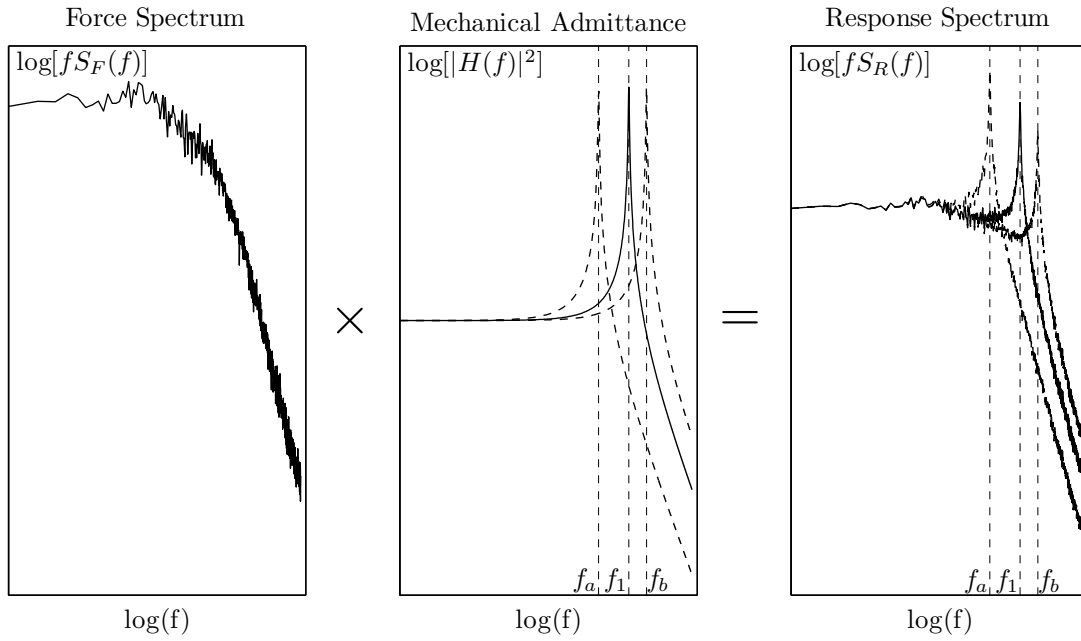 Force Spectrum
Mechanical Admittance
Response Spectrum
log[fS_F(f)]
log[|H(f)|²]
log[fS_R(f)]
×
=
f_a f_1 f_b
f_a f_1 f_b
log(f)
log(f)
log(f)